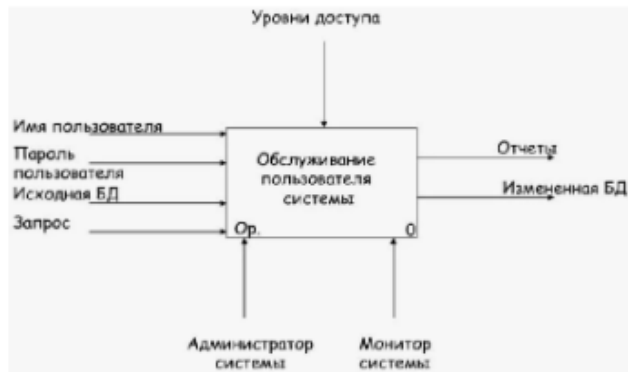 Уровни доступа
Имя пользователя
Пароль
пользователя
Исходная БД
Запрос
Обслуживание
пользователя
системы
0р.
0
Отчеты
Измененная БД
Администратор
системы
Монитор
системы